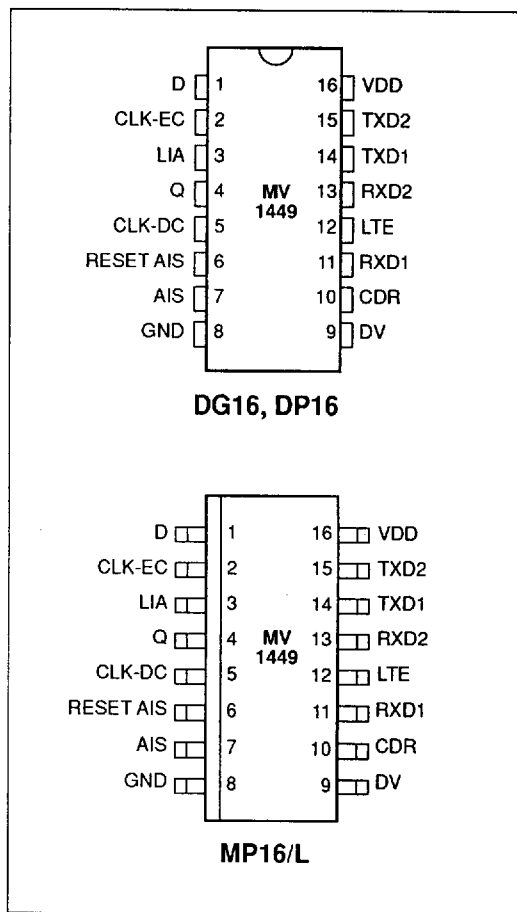 D 1 16 VDD
CLK-EC 2 15 TXD2
LIA 3 14 TXD1
Q 4 MV 13 RXD2
1449
CLK-DC 5 12 LTE
RESET AIS 6 11 RXD1
AIS 7 10 CDR
GND 8 9 DV
DG16, DP16
D 1 16 VDD
CLK-EC 2 15 TXD2
LIA 3 14 TXD1
Q 4 MV 13 RXD2
1449
CLK-DC 5 12 LTE
RESET AIS 6 11 RXD1
AIS 7 10 CDR
GND 8 9 DV
MP16/L